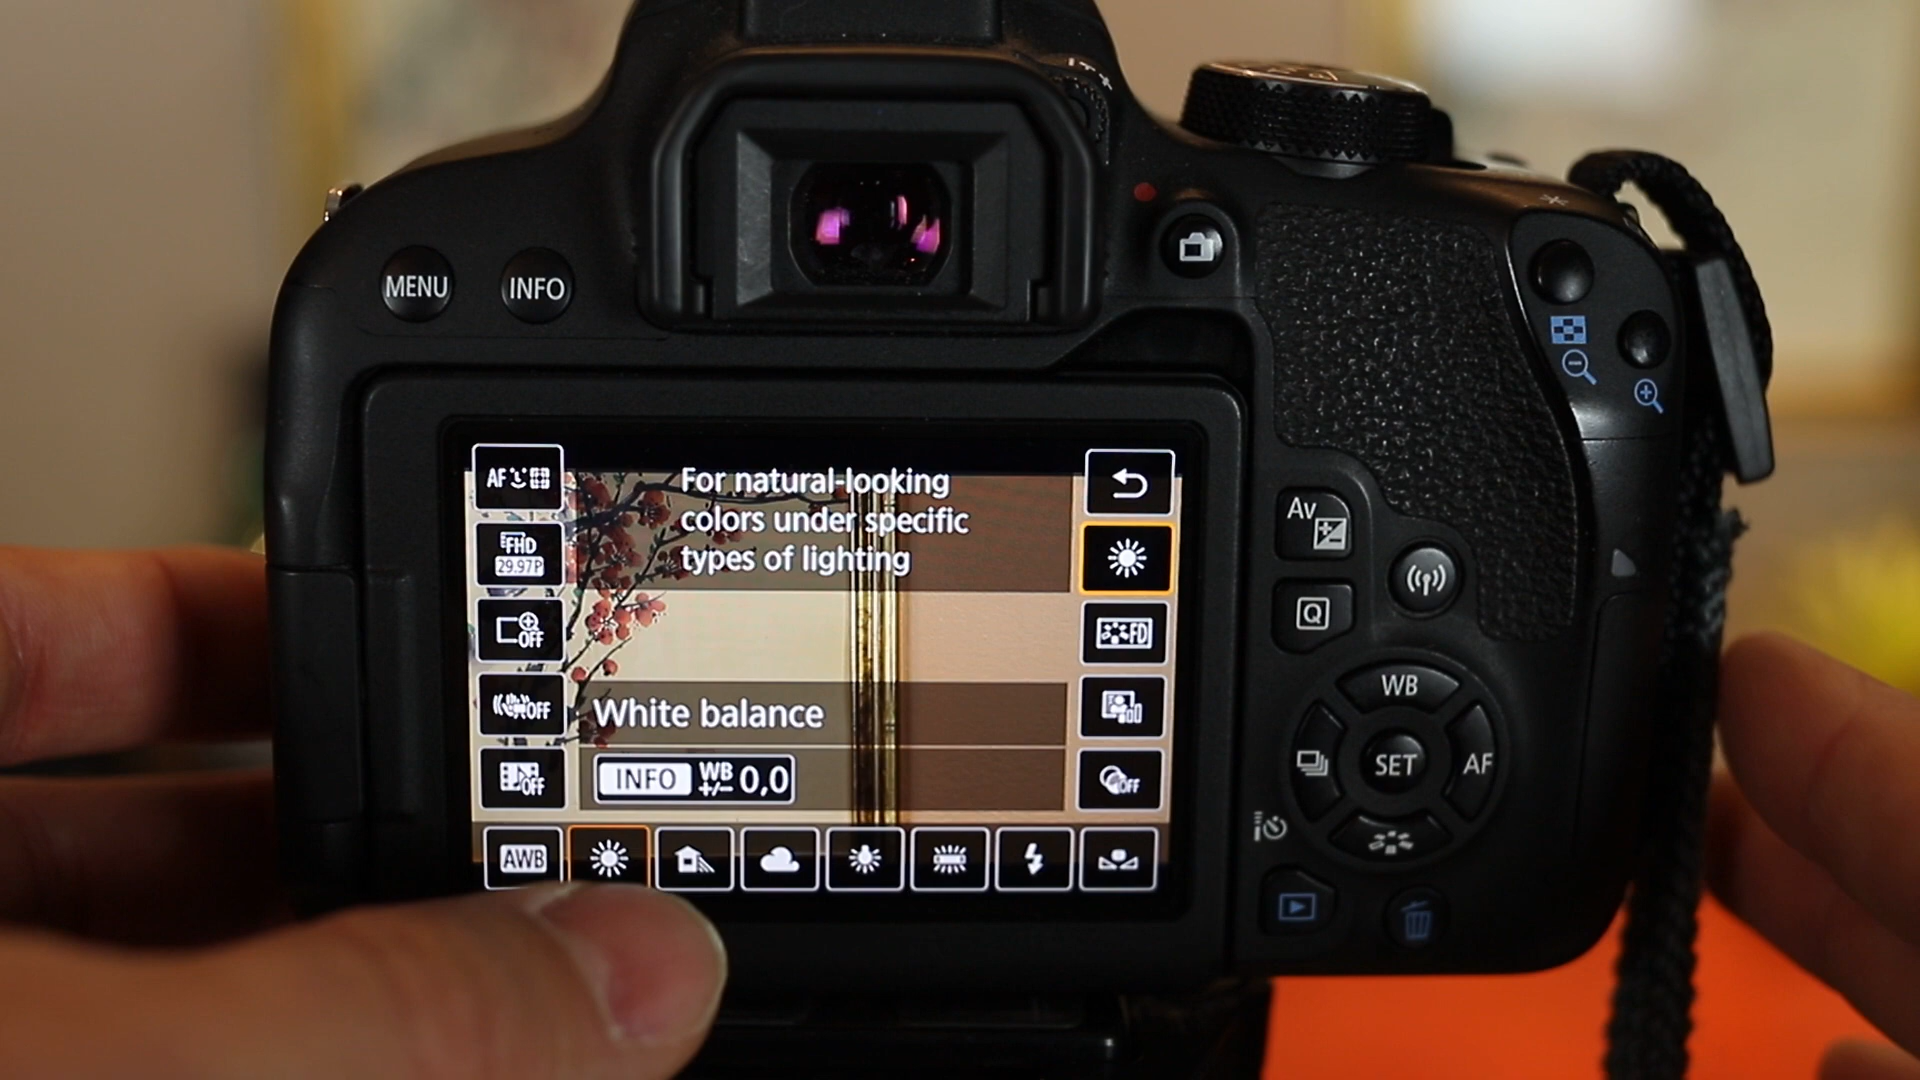 MENU
INFO
AF
FHD
29.97P
OFF
OFF
OFF
For natural-looking
colors under specific
types of lighting
FD
OFF
White balance
INFO WB +/- 0,0
AWB
Av
Q
WB
SET
AF